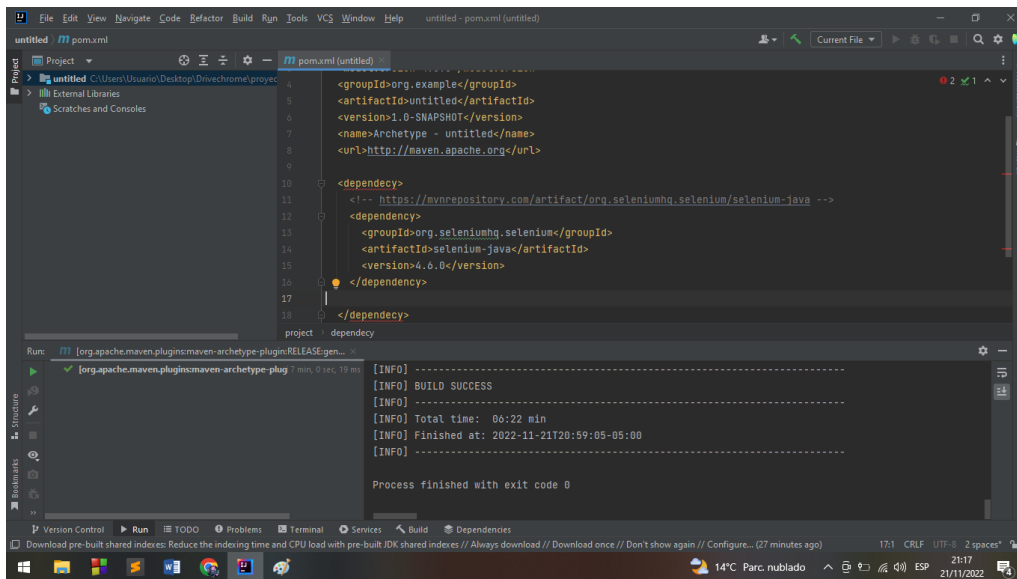 File Edit View Navigate Code Refactor Build Run Tools VCS Window Help untitled - pom.xml (untitled)
untitled pom.xml Current File
Project pom.xml (untitled)
Project
untitled C:\Users\Usuario\Desktop\Drivechrome\proyec
External Libraries
Scratches and Consoles
2 1
4 <groupId>org.example</groupId>
5 <artifactId>untitled</artifactId>
6 <version>1.0-SNAPSHOT</version>
7 <name>Archetype - untitled</name>
8 <url>http://maven.apache.org</url>
9
10 <dependecy>
11 <!-- https://mvnrepository.com/artifact/org.seleniumhq.selenium/selenium-java -->
12 <dependency>
13 <groupId>org.seleniumhq.selenium</groupId>
14 <artifactId>selenium-java</artifactId>
15 <version>4.6.0</version>
16 </dependency>
17
18 </dependecy>
project dependecy
Run: [org.apache.maven.plugins:maven-archetype-plugin:RELEASE:gen...
[org.apache.maven.plugins:maven-archetype-plug 7 min, 0 sec, 19 ms
[INFO] ------------------------------------------------------------------------
[INFO] BUILD SUCCESS
[INFO] ------------------------------------------------------------------------
[INFO] Total time: 06:22 min
[INFO] Finished at: 2022-11-21T20:59:05-05:00
[INFO] ------------------------------------------------------------------------
Process finished with exit code 0
Structure
Bookmarks
Version Control Run TODO Problems Terminal Services Build Dependencies
Download pre-built shared indexes: Reduce the indexing time and CPU load with pre-built JDK shared indexes // Always download // Download once // Don't show again // Configure... (27 minutes ago) 17:1 CRLF UTF-8 2 spaces*
14°C Parc. nublado ESP 21:17
21/11/2022 4